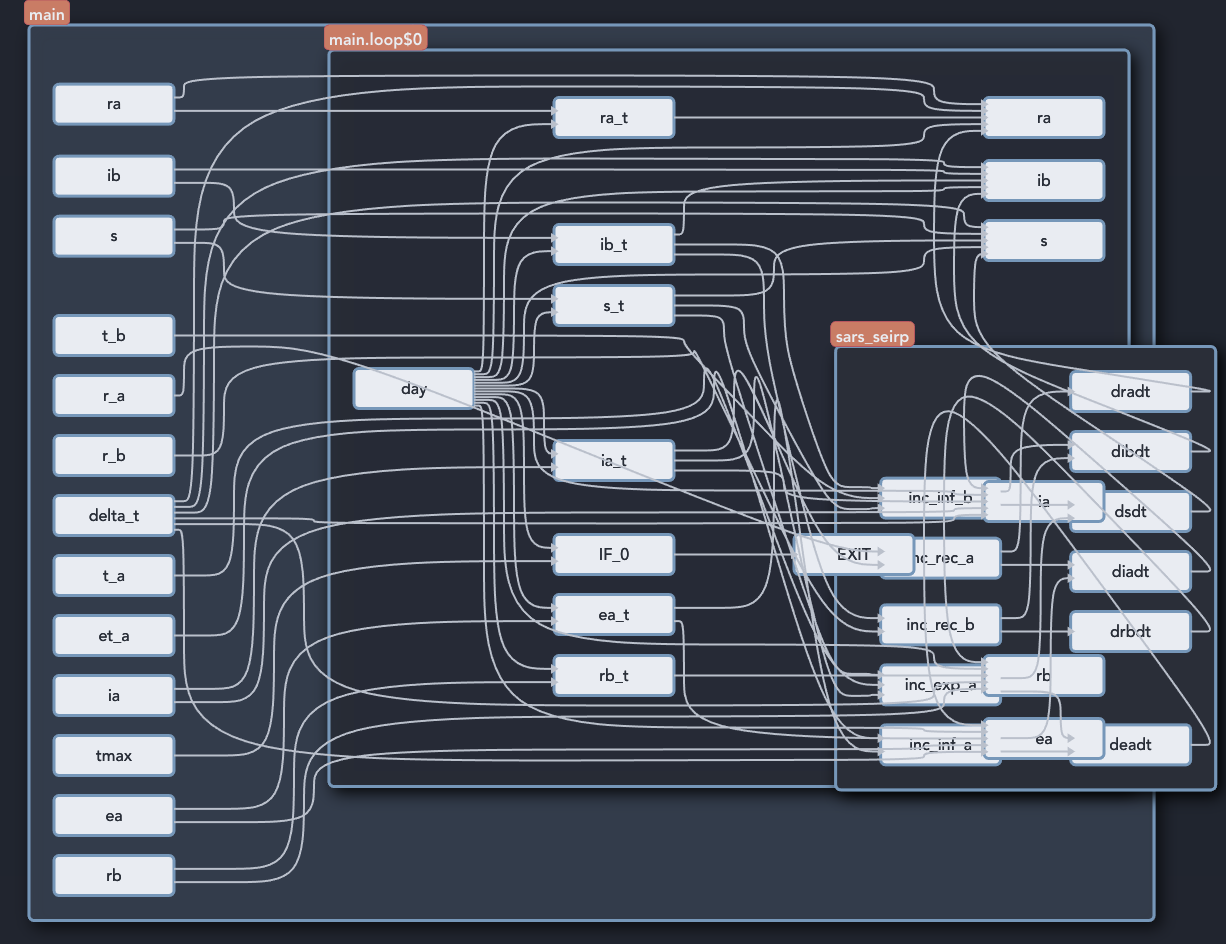 main
main.loop$0
ra
ib
s
t_b
r_a
r_b
delta_t
t_a
et_a
ia
tmax
ea
rb
day
ra_t
ib_t
s_t
ia_t
IF_0
ea_t
rb_t
ra
ib
s
EXIT
ia
rb
ea
sars_seirp
inc_inf_b
nc_rec_a
inc_rec_b
inc_exp_a
inc_inf_a
dradt
dibdt
dsdt
diadt
drbdt
deadt